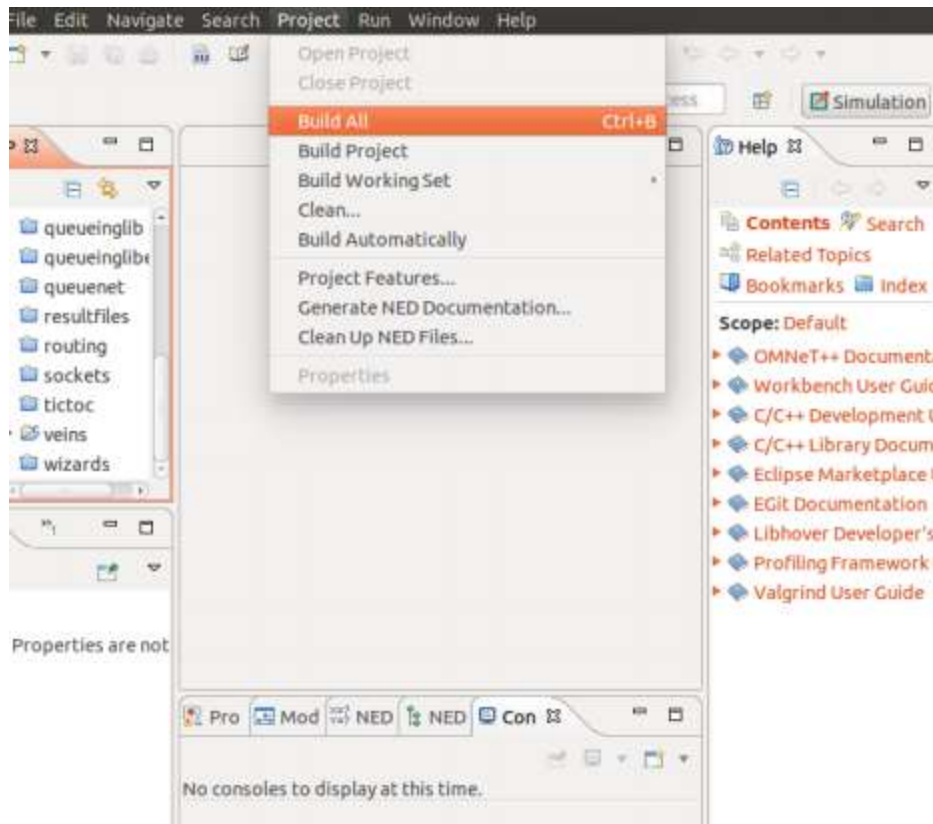 File Edit Navigate Search Project Run Window Help
Open Project
Close Project
Build All Ctrl+B
Build Project
Build Working Set
Clean...
Build Automatically
Project Features...
Generate NED Documentation...
Clean Up NED Files...
Properties
Simulation
queueinglib
queueinglibe
queuenet
resultfiles
routing
sockets
tictoc
veins
wizards
Properties are not
Pro Mod NED NED Con
No consoles to display at this time.
Help
Contents Search
Related Topics
Bookmarks Index
Scope: Default
OMNeT++ Document
Workbench User Guid
C/C++ Development
C/C++ Library Docum
Eclipse Marketplace
EGit Documentation
Libhover Developer's
Profiling Framework
Valgrind User Guide